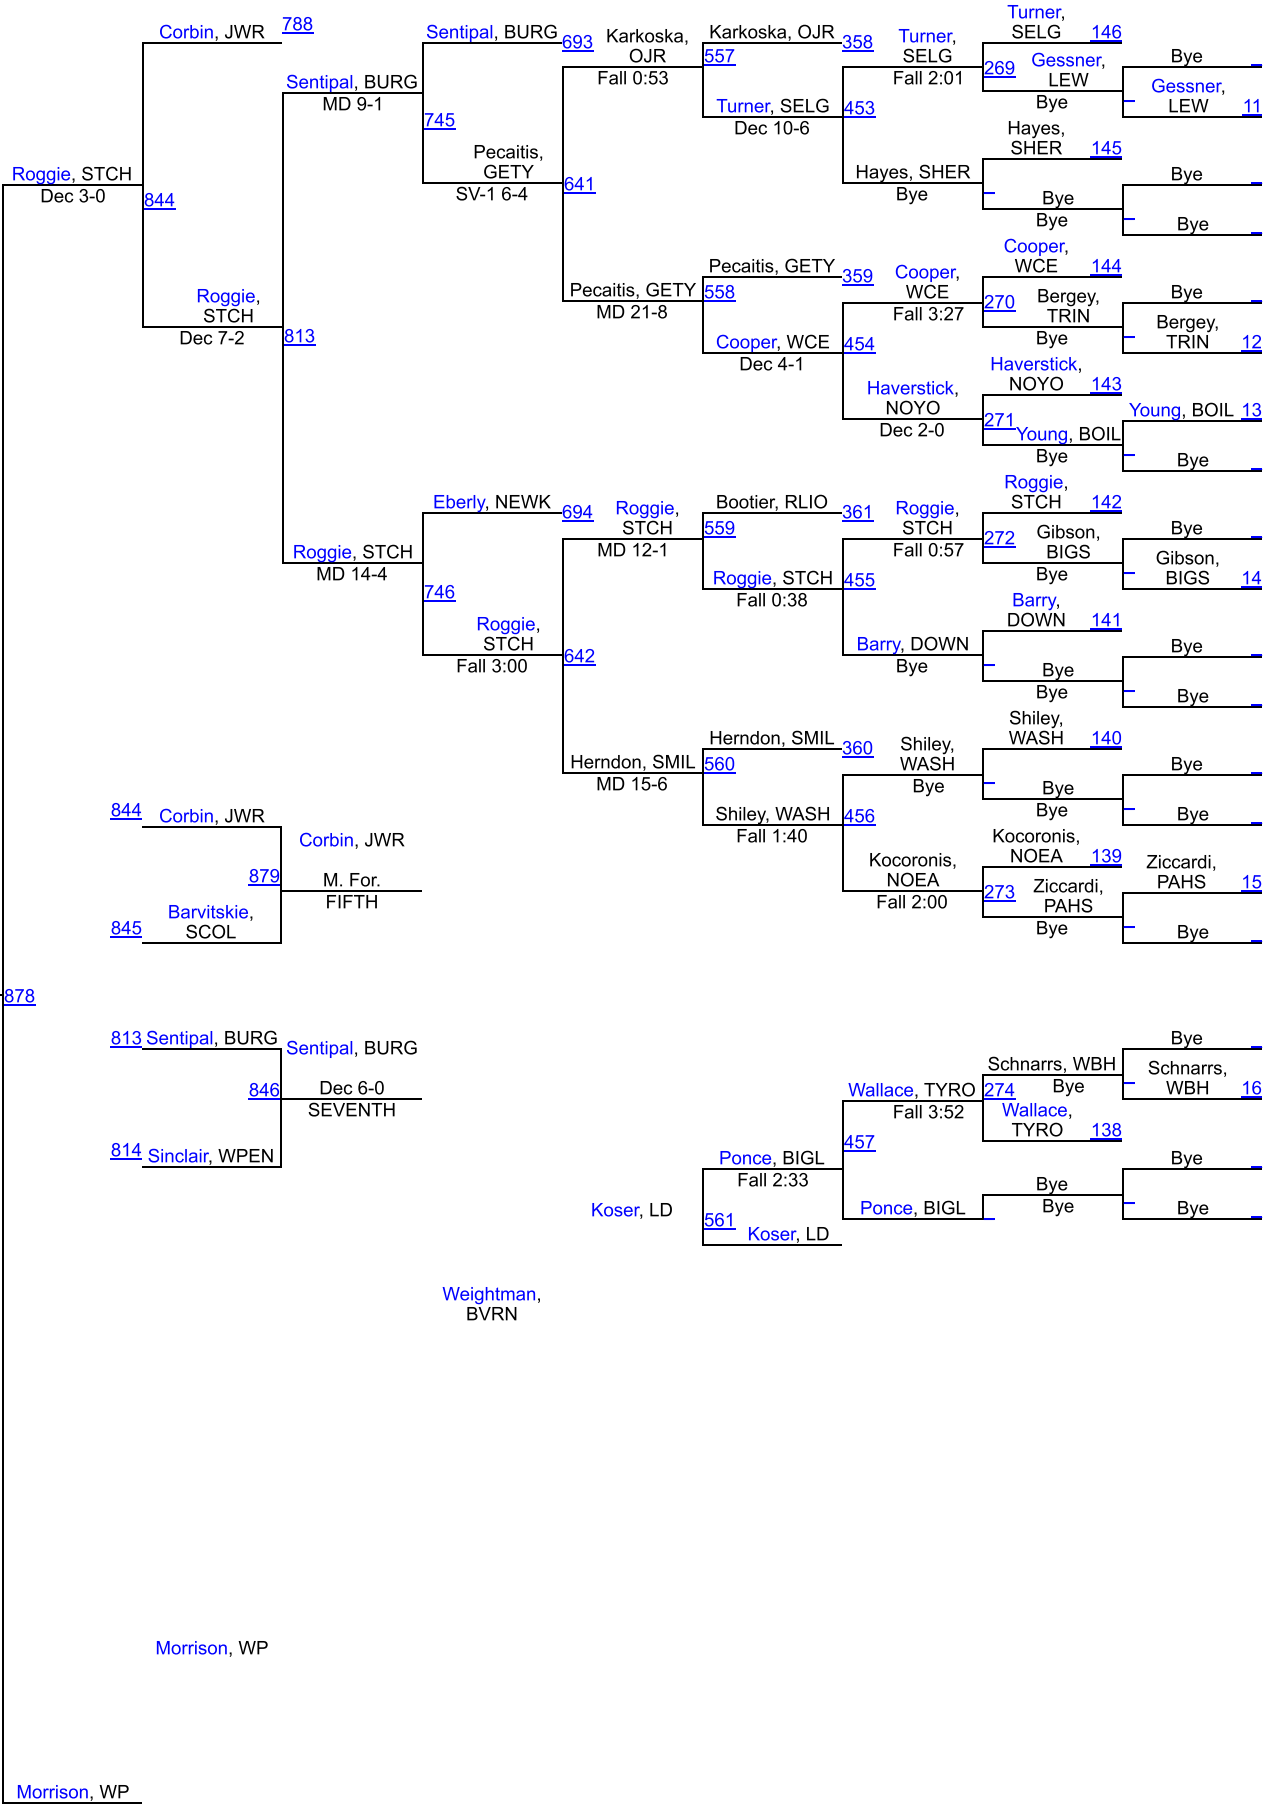 Corbin, JWR
788
Roggie, STCH
Dec 3-0
844
Roggie,
STCH
Dec 7-2
Sentipal, BURG
MD 9-1
813
Roggie, STCH
MD 14-4
Sentipal, BURG
693
745
Pecaitis,
GETY
SV-1 6-4
Eberly, NEWK
694
746
Roggie,
STCH
Fall 3:00
Karkoska,
OJR
Fall 0:53
641
Pecaitis, GETY
MD 21-8
Roggie,
STCH
MD 12-1
642
Herndon, SMIL
MD 15-6
Karkoska, OJR
358
557
Turner, SELG
Dec 10-6
Pecaitis, GETY
359
558
Cooper, WCE
Dec 4-1
Bootier, RLIO
361
559
Roggie, STCH
Fall 0:38
Herndon, SMIL
360
560
Shiley, WASH
Fall 1:40
Turner,
SELG
Fall 2:01
453
Hayes, SHER
Bye
Cooper,
WCE
Fall 3:27
454
Haverstick,
NOYO
Dec 2-0
Roggie,
STCH
Fall 0:57
455
Barry, DOWN
Bye
Shiley,
WASH
Bye
456
Kocoronis,
NOEA
Fall 2:00
Turner,
SELG
146
269
Gessner,
LEW
Bye
Hayes,
SHER
145
Bye
Bye
Cooper,
WCE
144
270
Bergey,
TRIN
Bye
Haverstick,
NOYO
143
271
Young, BOIL
Bye
Roggie,
STCH
142
272
Gibson,
BIGS
Bye
Barry,
DOWN
141
Bye
Bye
Shiley,
WASH
140
Bye
Bye
Kocoronis,
NOEA
139
273
Ziccardi,
PAHS
Bye
Bye
Gessner,
LEW
11
Bye
Bye
Bye
Bergey,
TRIN
12
Young, BOIL
13
Bye
Bye
Gibson,
BIGS
14
Bye
Bye
Bye
Bye
Ziccardi,
PAHS
15
Bye
844
Corbin, JWR
Corbin, JWR
879
M. For.
FIFTH
845
Barvitskie,
SCOL
878
813
Sentipal, BURG
Sentipal, BURG
846
Dec 6-0
SEVENTH
814
Sinclair, WPEN
Bye
Schnarrs, WBH
Bye
Schnarrs,
WBH
16
Wallace, TYRO
Fall 3:52
274
Wallace,
TYRO
138
457
Ponce, BIGL
Fall 2:33
Bye
Bye
Bye
Bye
Ponce, BIGL
Koser, LD
561
Koser, LD
Weightman,
BVRN
Morrison, WP
Morrison, WP